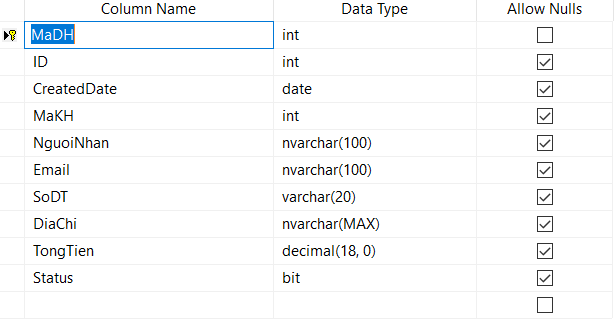 Column Name Data Type Allow Nulls
MaDH int
ID int
CreatedDate date
MaKH int
NguoiNhan nvarchar(100)
Email nvarchar(100)
SoDT varchar(20)
DiaChi nvarchar(MAX)
TongTien decimal(18, 0)
Status bit